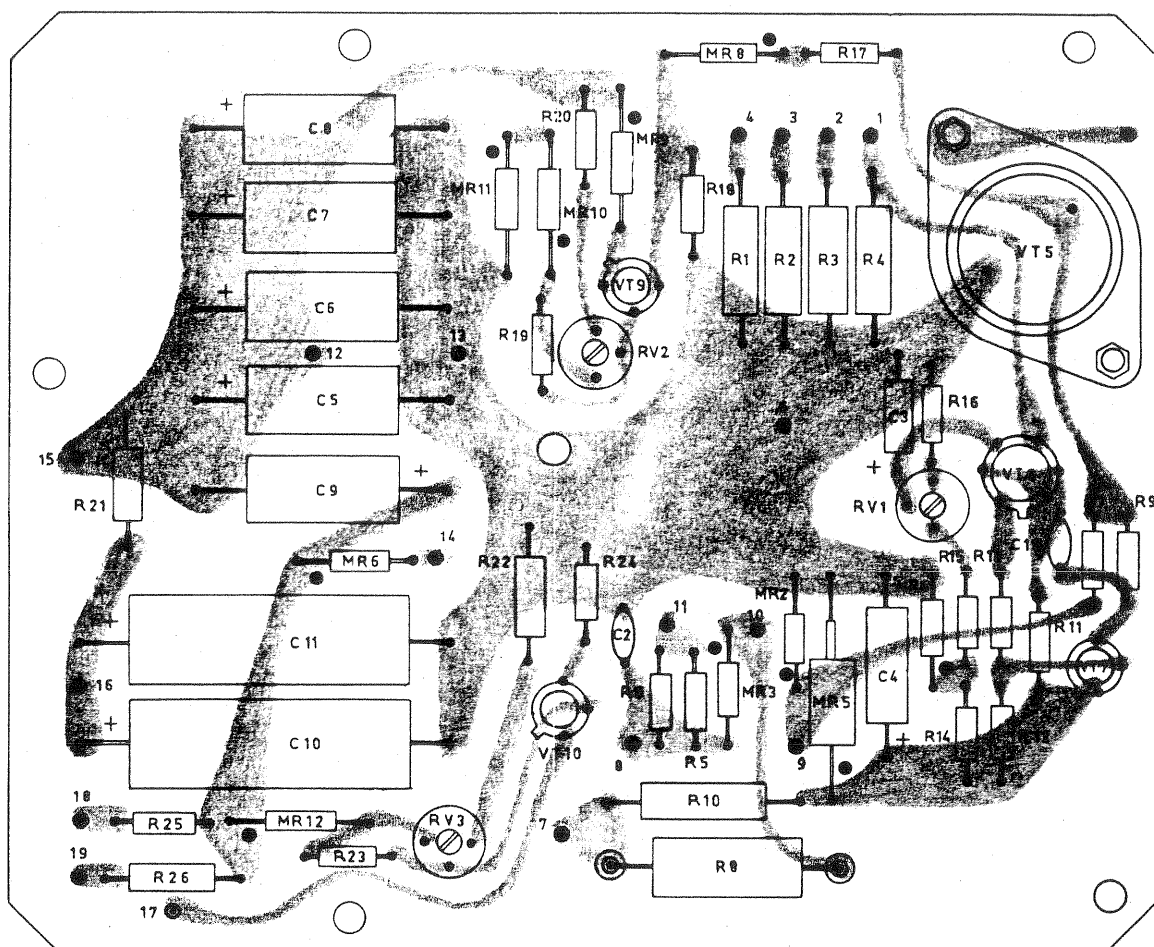 MR8
R17
+
C8
R20
MR9
4
3
2
1
+
C7
MR11
MR10
R18
VT5
R1
R2
R3
R4
+
C6
VT9
12
13
R19
RV2
+
C5
C3
R16
15
R21
+
C9
+
RV1
R9
14
MR6
R22
R24
R15
MR2
+
C11
C2
11
10
R11
16
MR3
C4
MR5
+
C10
VT10
8
R5
9
+
R14
18
R25
MR12
RV3
7
R10
19
R26
R23
R8
17